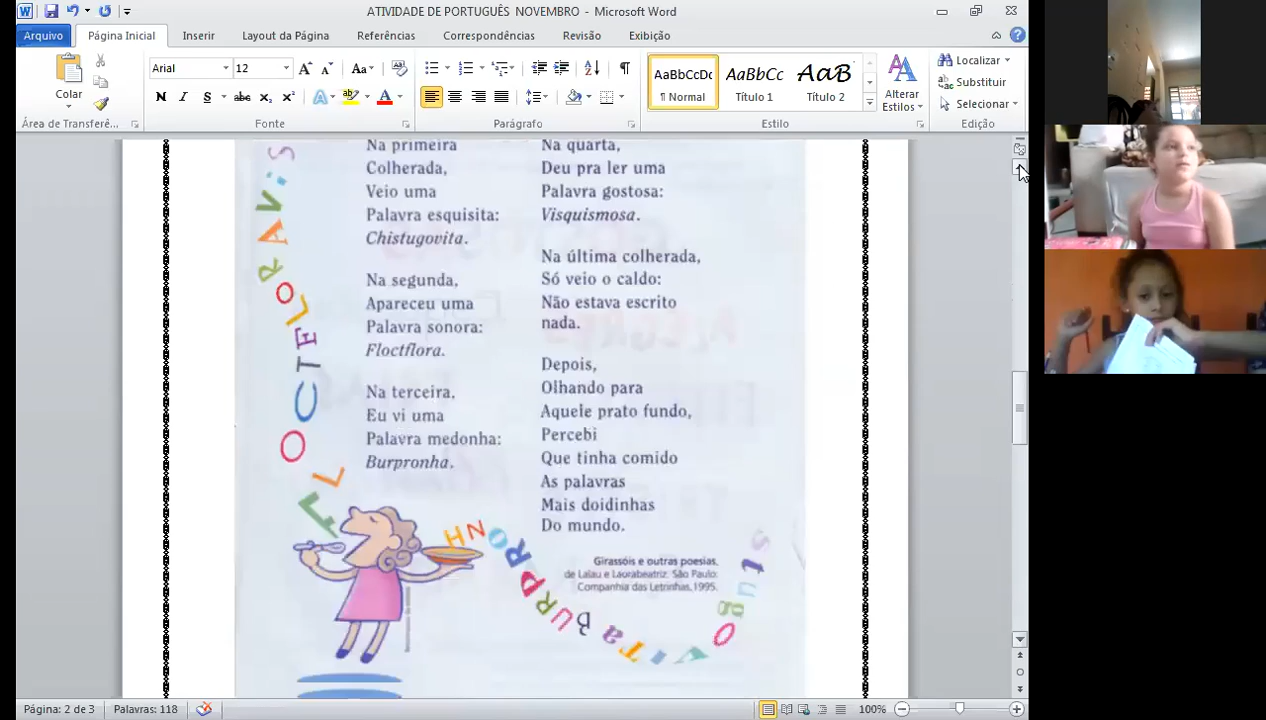 ATIVIDADE DE PORTUGUÊS NOVEMBRO - Microsoft Word
Arquivo
Página Inicial
Inserir
Layout da Página
Referências
Correspondências
Revisão
Exibição
Colar
Área de Transferê...
Arial
12
Fonte
Parágrafo
AaBbCcDc
¶ Normal
AaBbCc
Título 1
AaB
Título 2
Alterar
Estilos
Estilo
Localizar
Substituir
Selecionar
Edição
Na primeira
Colherada,
Veio uma
Palavra esquisita:
Chistugovita.
Na segunda,
Apareceu uma
Palavra sonora:
Floctflora.
Na terceira,
Eu vi uma
Palavra medonha:
Burpronha.
Na quarta,
Deu pra ler uma
Palavra gostosa:
Visquismosa.
Na última colherada,
Só veio o caldo:
Não estava escrito
nada.
Depois,
Olhando para
Aquele prato fundo,
Percebi
Que tinha comido
As palavras
Mais doidinhas
Do mundo.
Girassóis e outras poesias,
de Lalau e Laurabeatriz. São Paulo:
Companhia das Letrinhas, 1995.
Página: 2 de 3
Palavras: 118
100%